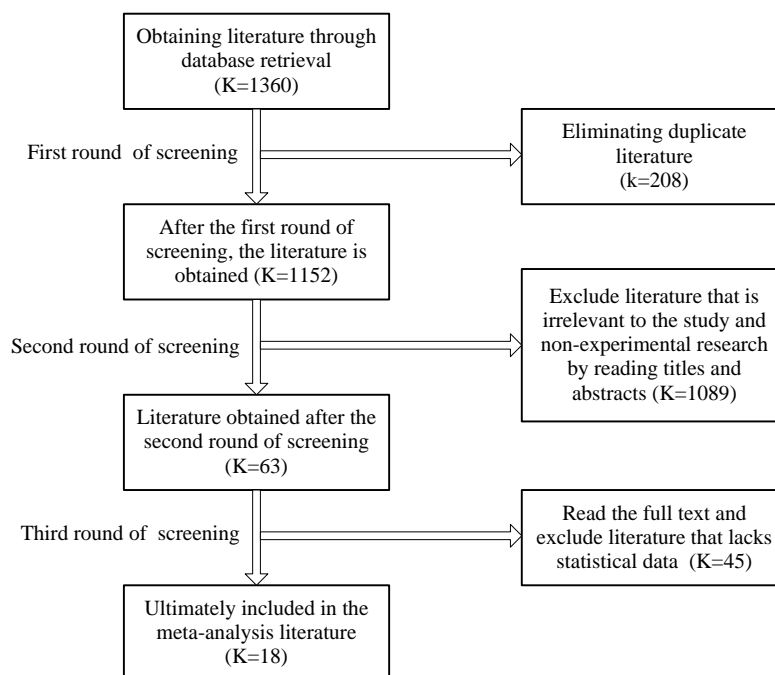 Obtaining literature through
database retrieval
(K=1360)
First round of screening
Eliminating duplicate
literature
(k=208)
After the first round of
screening, the literature is
obtained (K=1152)
Second round of screening
Exclude literature that is
irrelevant to the study and
non-experimental research
by reading titles and
abstracts (K=1089)
Literature obtained after the
second round of screening
(K=63)
Third round of screening
Read the full text and
exclude literature that lacks
statistical data (K=45)
Ultimately included in the
meta-analysis literature
(K=18)